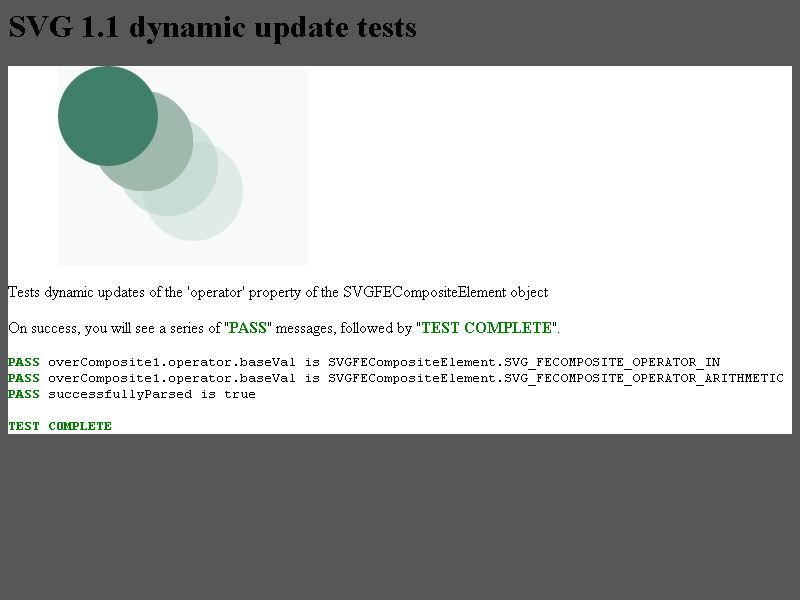 SVG 1.1 dynamic update tests
Tests dynamic updates of the 'operator' property of the SVGFECompositeElement object
On success, you will see a series of "PASS" messages, followed by "TEST COMPLETE".
PASS overComposite1.operator.baseVal is SVGFECompositeElement.SVG_FECOMPOSITE_OPERATOR_IN
PASS overComposite1.operator.baseVal is SVGFECompositeElement.SVG_FECOMPOSITE_OPERATOR_ARITHMETIC
PASS successfullyParsed is true
TEST COMPLETE